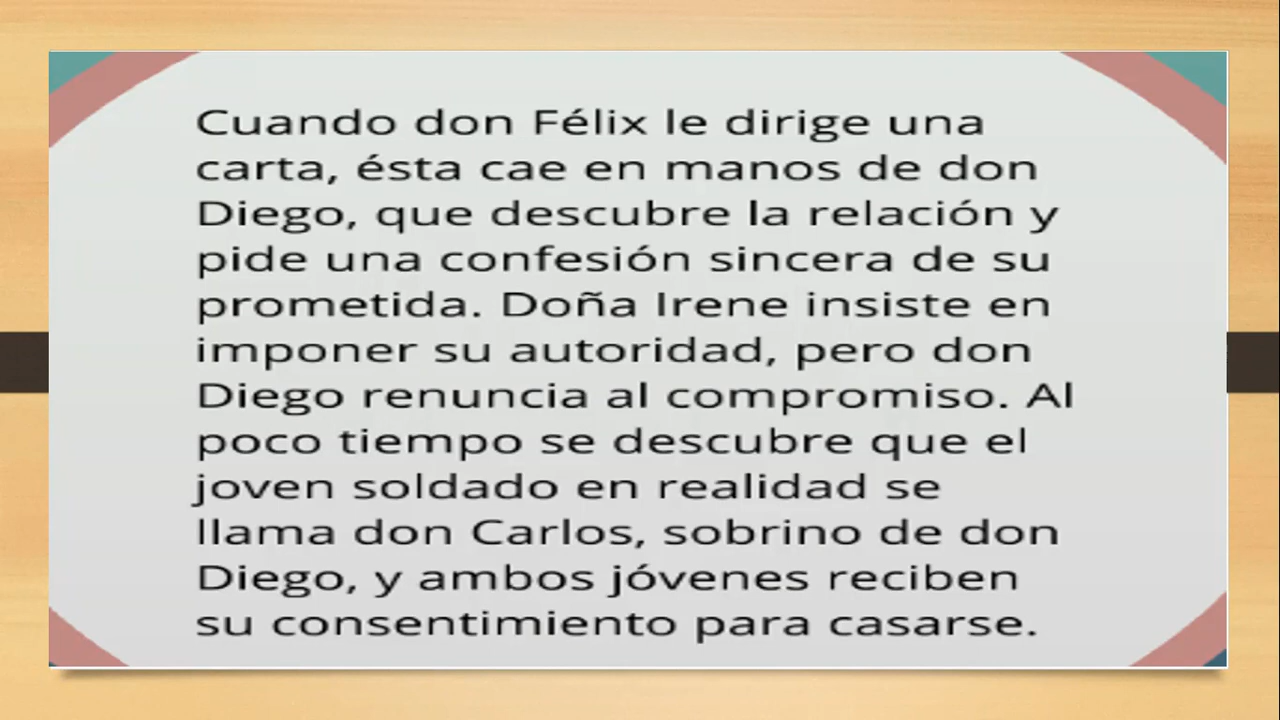 Cuando don Félix le dirige una
carta, ésta cae en manos de don
Diego, que descubre la relación y
pide una confesión sincera de su
prometida. Doña Irene insiste en
imponer su autoridad, pero don
Diego renuncia al compromiso. Al
poco tiempo se descubre que el
joven soldado en realidad se
llama don Carlos, sobrino de don
Diego, y ambos jóvenes reciben
su consentimiento para casarse.